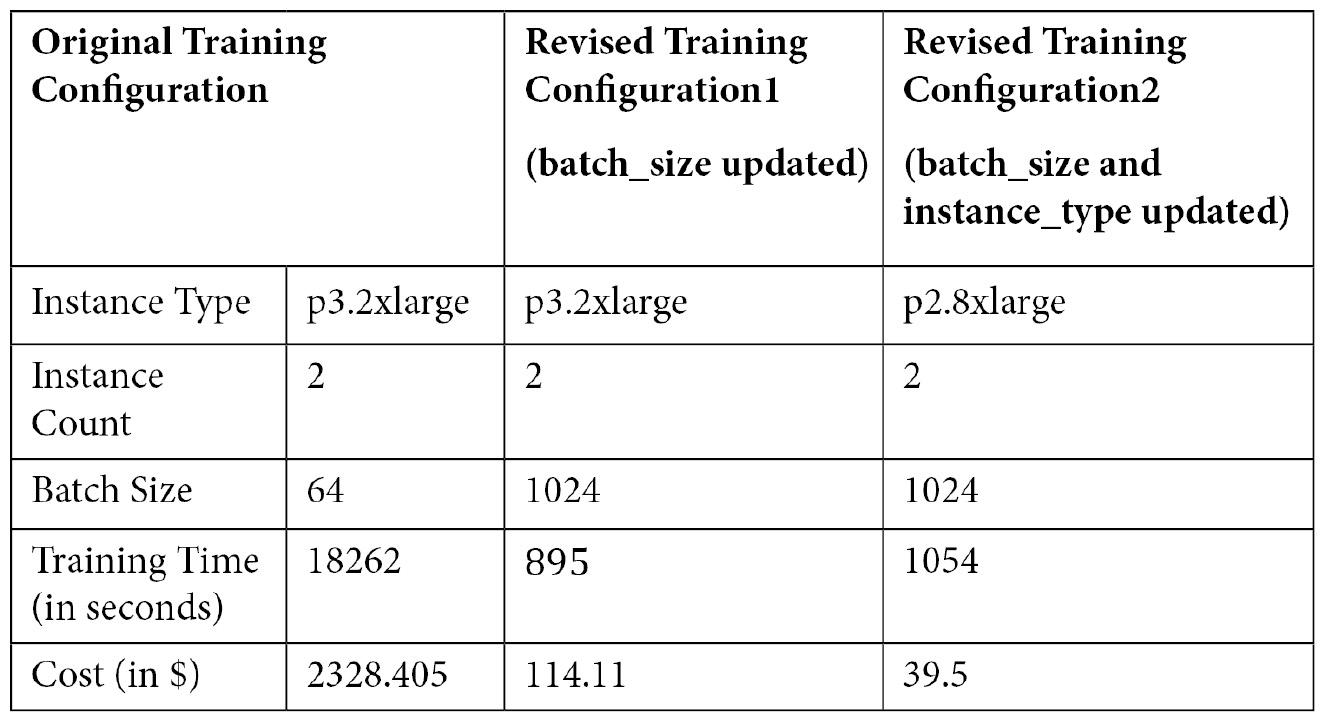 Original Training
Configuration
Revised Training
Configuration1
(batch_size updated)
Revised Training
Configuration2
(batch_size and
instance_type updated)
Instance Type
p3.2xlarge
p3.2xlarge
p2.8xlarge
Instance
Count
2
2
2
Batch Size
64
1024
1024
Training Time
(in seconds)
18262
895
1054
Cost (in $)
2328.405
114.11
39.5